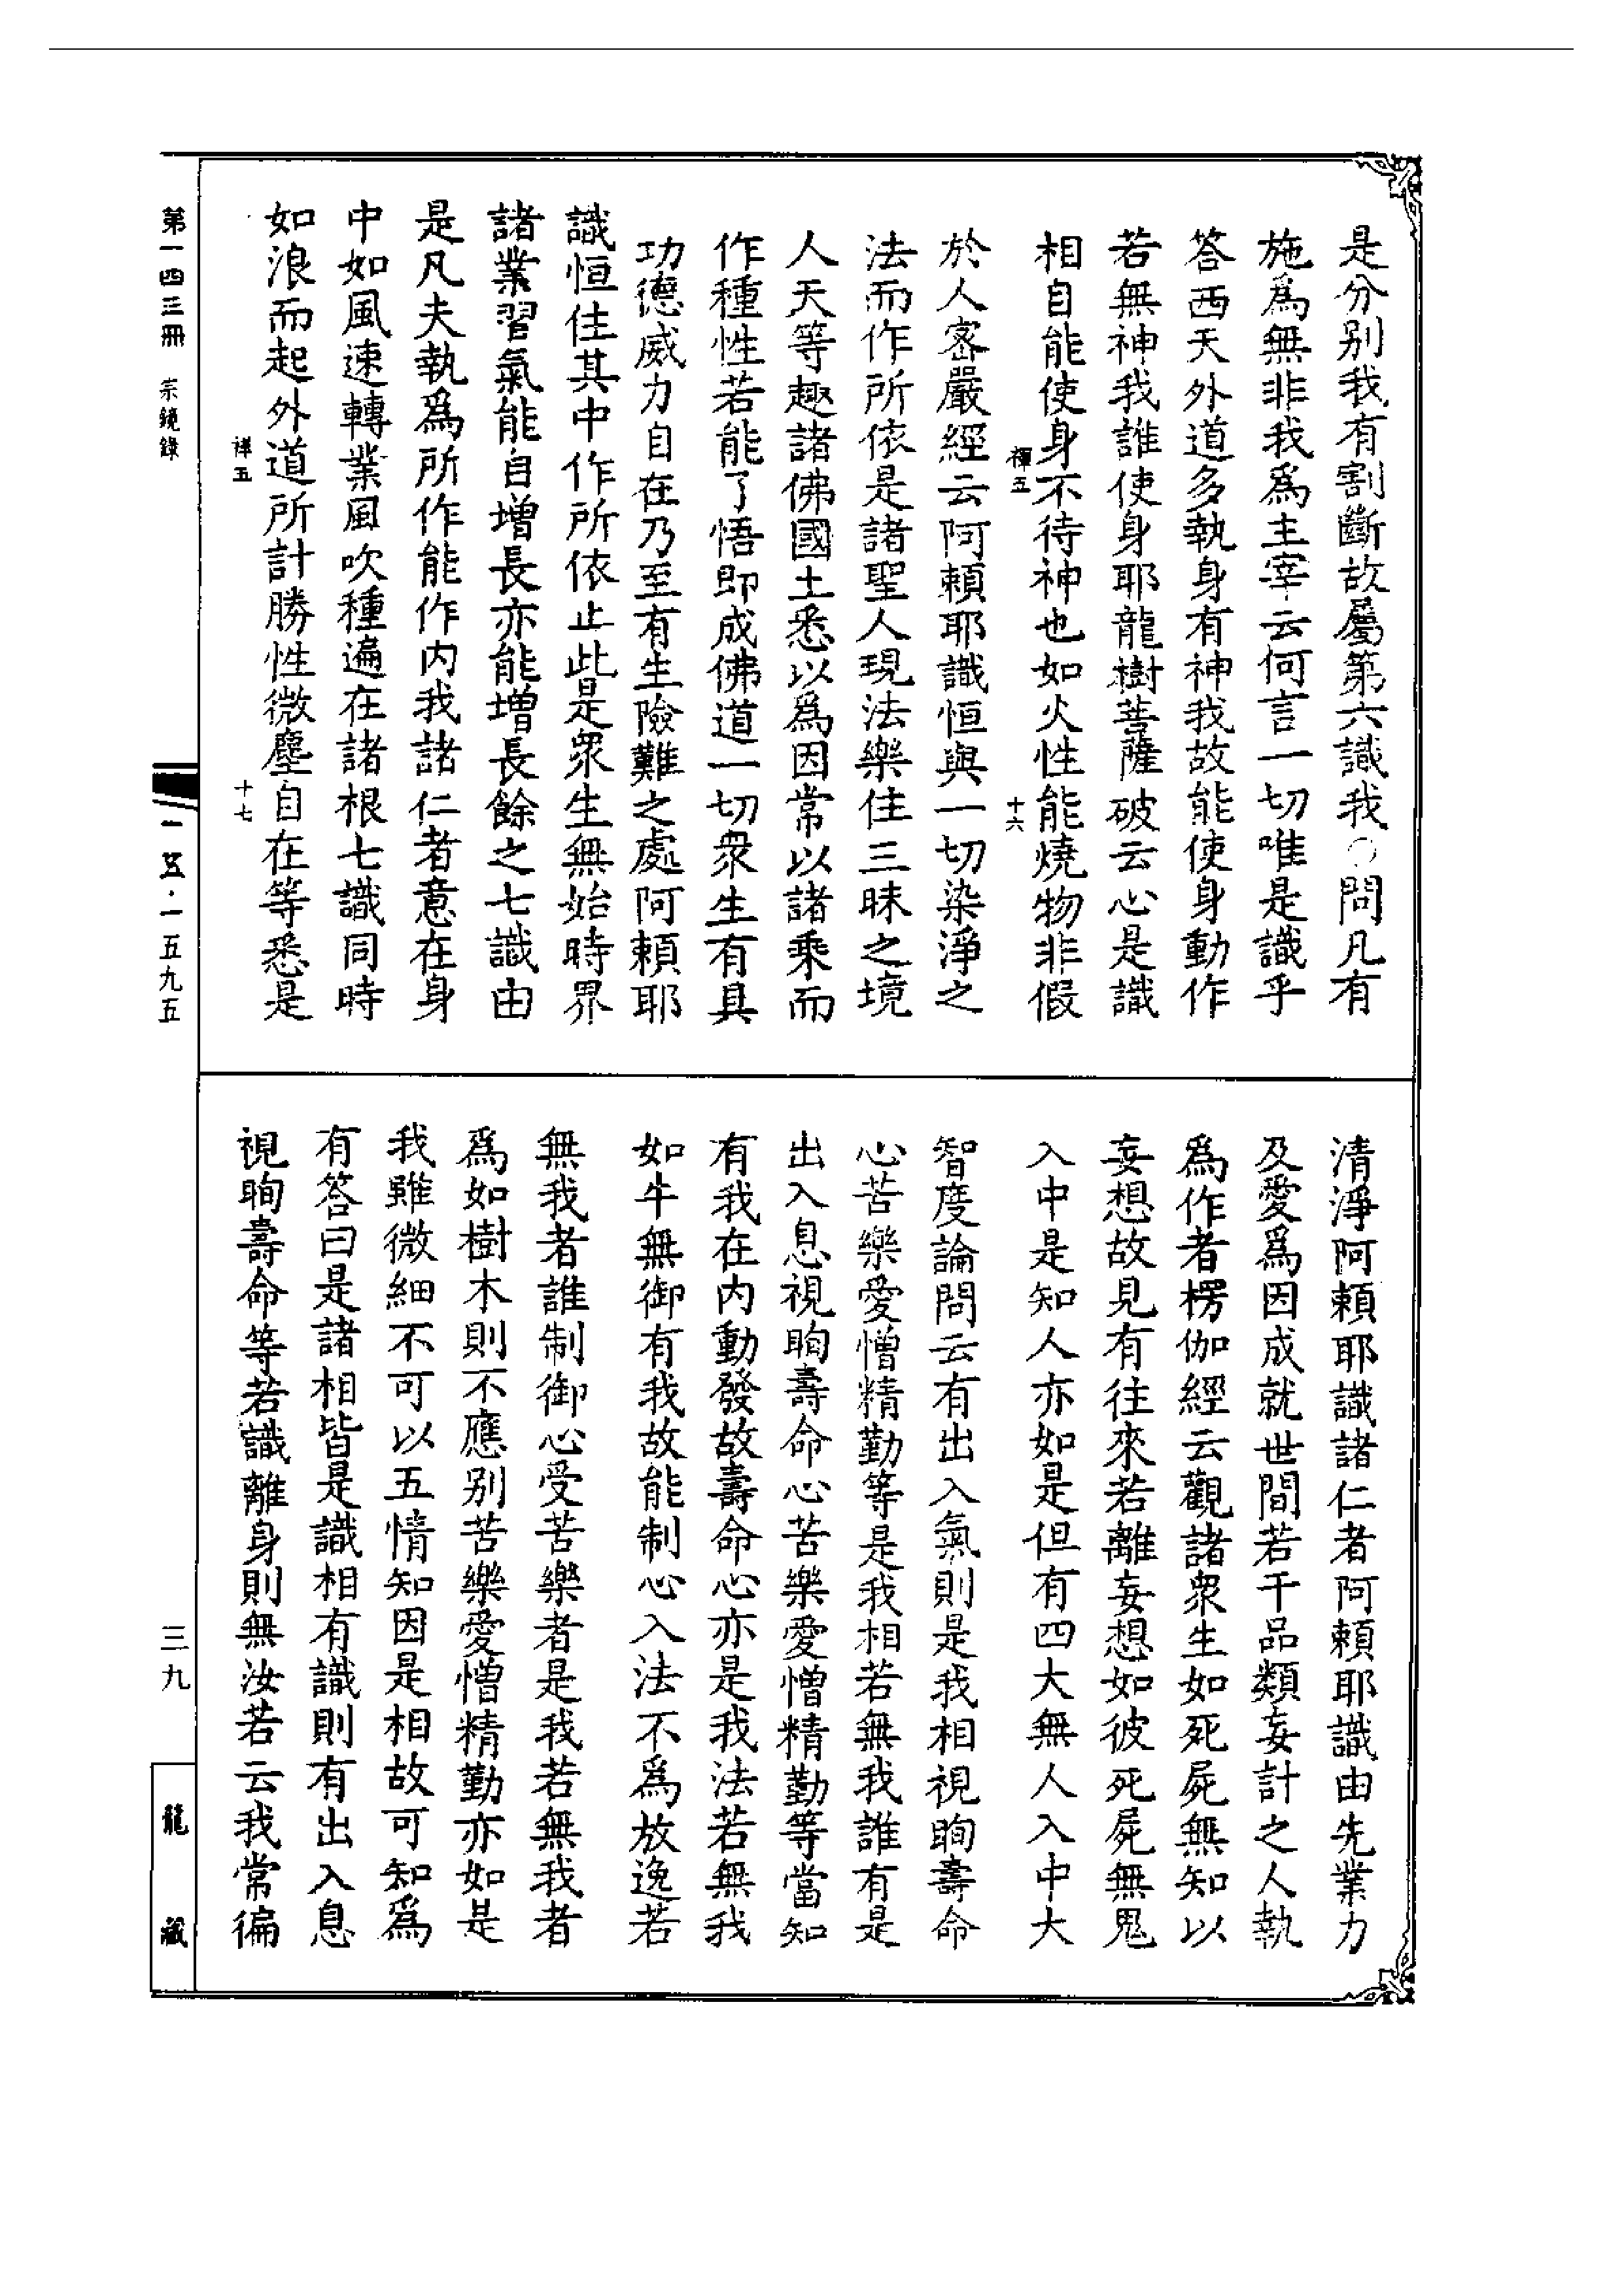 是分别我有割斷故屬第六識我○問凡有
施爲無非我爲主宰云何言一切唯是識乎
答西天外道多執身有神我故能使身動作
若無神我誰使身耶龍樹菩薩破云心是識
相自能使身不待神也如火性能燒物非假
禪五
十六
於人密嚴經云阿賴耶識恒與一切染淨之
法而作所依是諸聖人現法樂住三昧之境
人天等趣諸佛國土悉以爲因常以諸乘而
作種性若能了悟即成佛道一切衆生有具
功德威力自在乃至有生險難之處阿賴耶
識恒住其中作所依止此是衆生無始時界
諸業習氣能自增長亦能增長餘之七識由
是凡夫執爲所作能作内我諸仁者意在身
中如風速轉業風吹種遍在諸根七識同時
如浪而起外道所計勝性微塵自在等悉是
禪五
十七
清淨阿賴耶識諸仁者阿賴耶識由先業力
及愛爲因成就世間若干品類妄計之人執
爲作者楞伽經云觀諸衆生如死屍無知以
妄想故見有往來若離妄想如彼死屍無鬼
入中是知人亦如是但有四大無人入中大
智度論問云有出入氣則是我相視眴壽命
心苦樂愛憎精勤等是我相若無我誰有是
出入息視眴壽命心苦樂愛憎精勤等當知
有我在内動發故壽命心亦是我法若無我
如牛無御有我故能制心入法不爲放逸若
無我者誰制御心受苦樂者是我若無我者
爲如樹木則不應别苦樂愛憎精勤亦如是
我雖微細不可以五情知因是相故可知爲
有答曰是諸相皆是識相有識則有出入息
視眴壽命等若識離身則無汝若云我常徧
第一四三冊 宗鏡錄
一五·一五九五
三九
龍藏